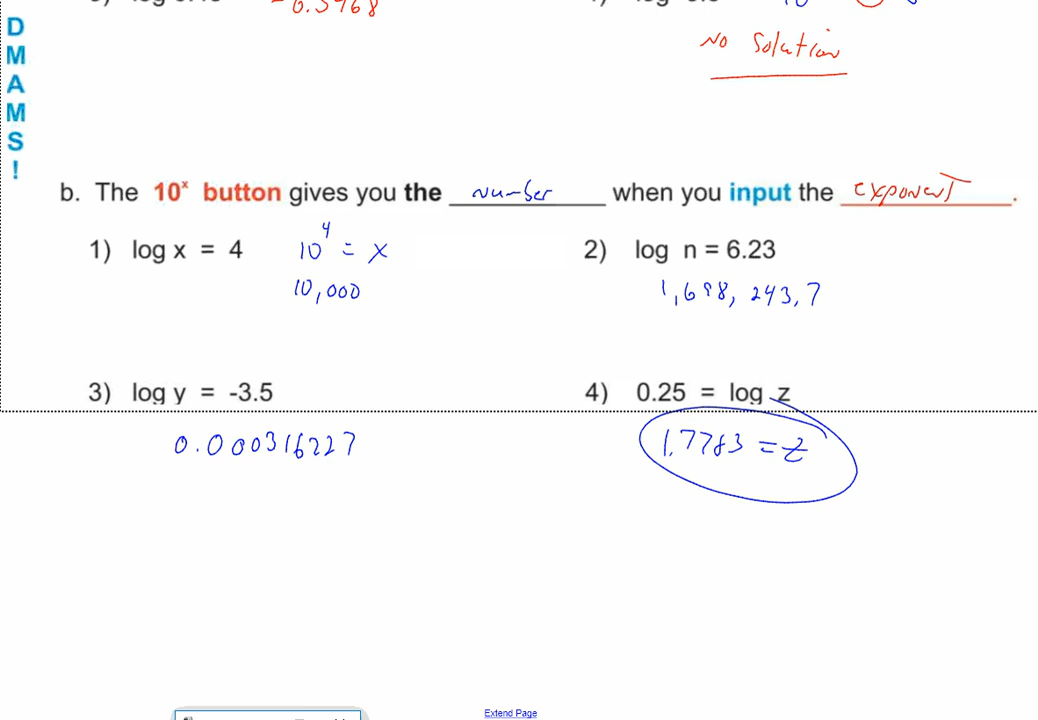 -0.3968
No Solution
D
M
A
M
S
!
b. The 10ˣ button gives you the number when you input the exponent.
1) log x = 4 10⁴ = x
10,000
2) log n = 6.23
1,698,243.7
3) log y = -3.5
0.000316227
4) 0.25 = log z
1.7783 = z
Extend Page